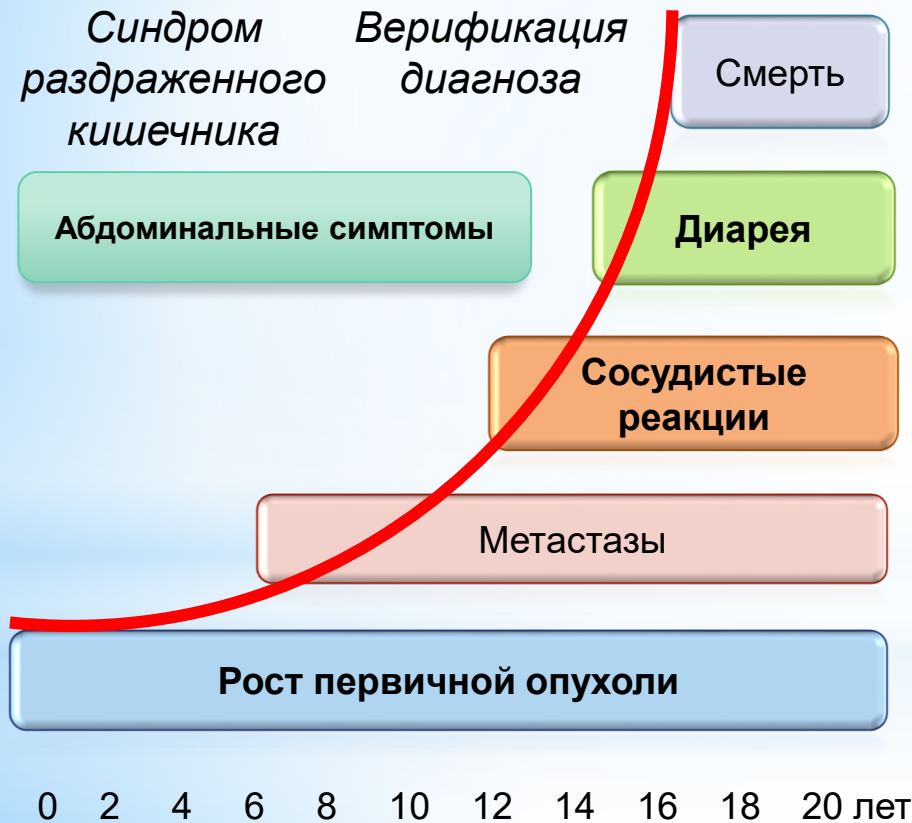 Синдром
раздраженного
кишечника
Верификация
диагноза
Смерть
Абдоминальные симптомы
Диарея
Сосудистые
реакции
Метастазы
Рост первичной опухоли
0 2 4 6 8 10 12 14 16 18 20 лет